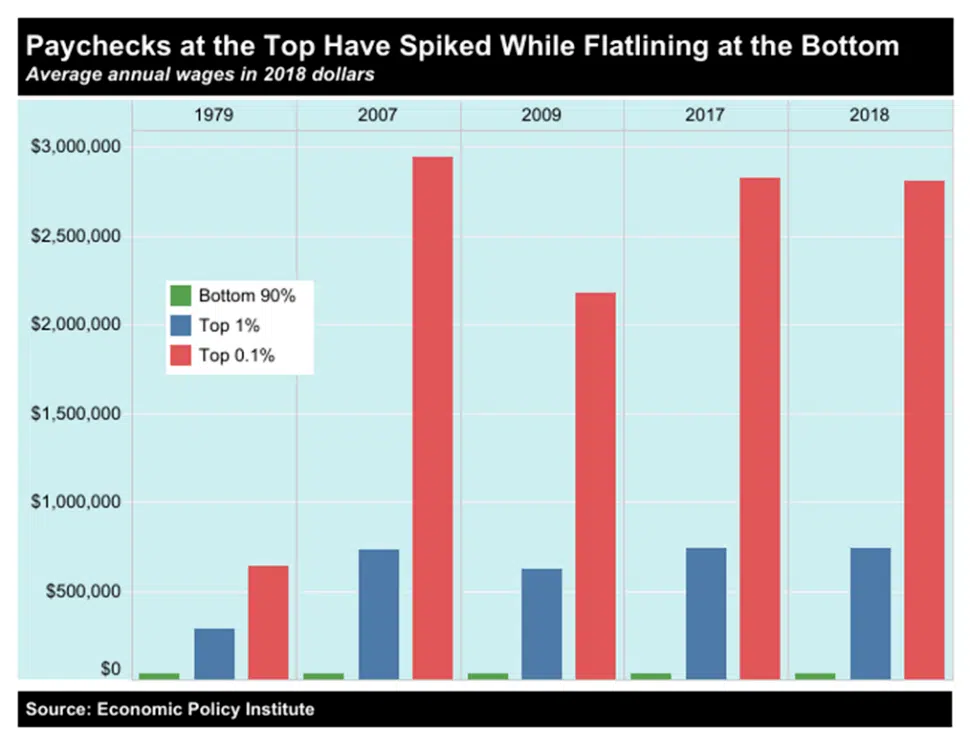 Paychecks at the Top Have Spiked While Flatlining at the Bottom
Average annual wages in 2018 dollars
1979 2007 2009 2017 2018
$3,000,000
$2,500,000
$2,000,000
$1,500,000
$1,000,000
$500,000
$0
Bottom 90%
Top 1%
Top 0.1%
Source: Economic Policy Institute